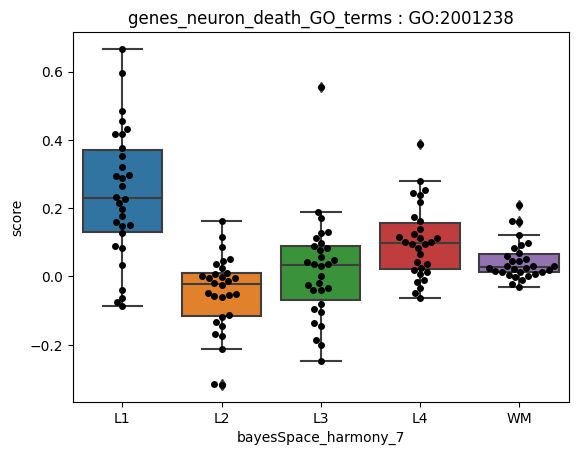 genes_neuron_death_GO_terms : GO:2001238
score
0.6
0.4
0.2
0.0
−0.2
L1 L2 L3 L4 WM
bayesSpace_harmony_7